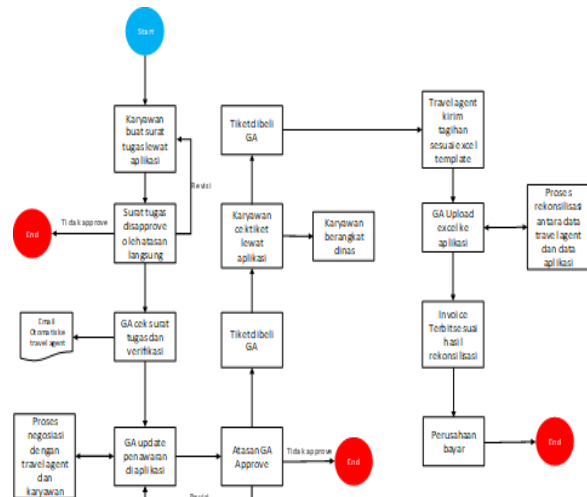 Start
Karyawan
buat surat
tugas lewat
aplikasi
Revisi
Tidak approve
End
Surat tugas
disapprove
oleh atasan
langsung
Email
Otomatis ke
travel agent
GA cek surat
tugas dan
verifikasi
Proses
negosiasi
dengan
travel agent
dan
karyawan
GA update
penawaran
di aplikasi
Revisi
Atasan GA
Approve
Tidak approve
End
Tiket dibeli
GA
Karyawan
cek tiket
lewat
aplikasi
Karyawan
berangkat
dinas
Tiket dibeli
GA
Travel agent
kirim
tagihan
sesuai excel
template
GA Upload
excel ke
aplikasi
Proses
rekonsilisasi
antara data
travel agent
dan data
aplikasi
Invoice
Terbit sesuai
hasil
rekonsilasi
Perusahaan
bayar
End